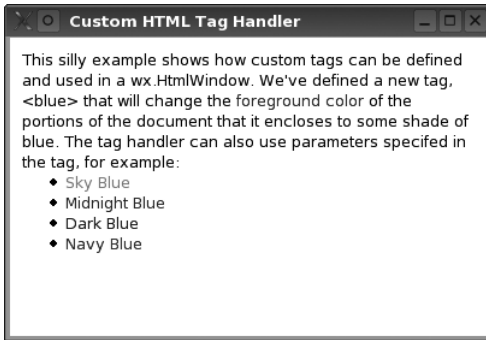 Custom HTML Tag Handler
This silly example shows how custom tags can be defined
and used in a wx.HtmlWindow. We've defined a new tag,
<blue> that will change the foreground color of the
portions of the document that it encloses to some shade of
blue. The tag handler can also use parameters specifed in
the tag, for example:
Sky Blue
Midnight Blue
Dark Blue
Navy Blue